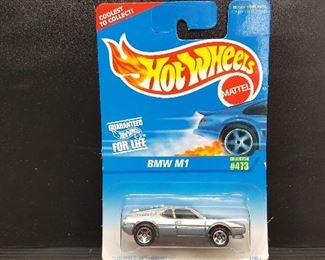 COOLEST
TO COLLECT!
HOT WHEELS
MATTEL
GUARANTEED
FOR LIFE
BMW M1
COLLECTOR
#473